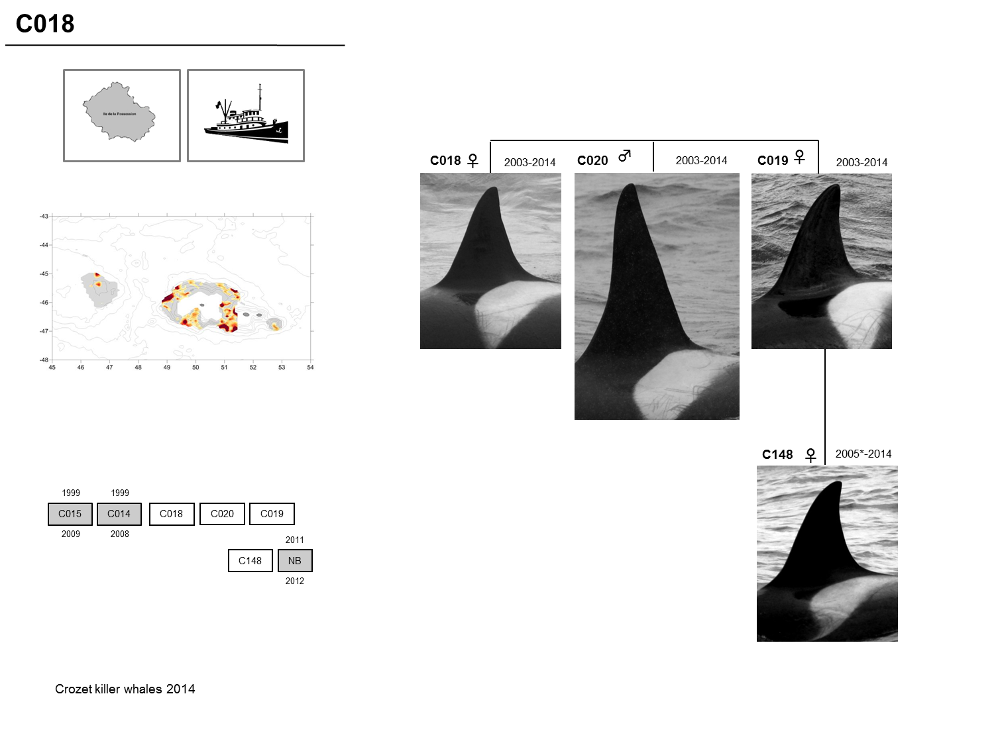 C018
Ile de la Possession
C018 ♀ 2003-2014
C020 ♂ 2003-2014
C019 ♀ 2003-2014
-43
-44
-45
-46
-47
-48
45 46 47 48 49 50 51 52 53 54
C148 ♀ 2005*-2014
1999 1999
C015 C014 C018 C020 C019
2009 2008
2011
C148 NB
2012
Crozet killer whales 2014